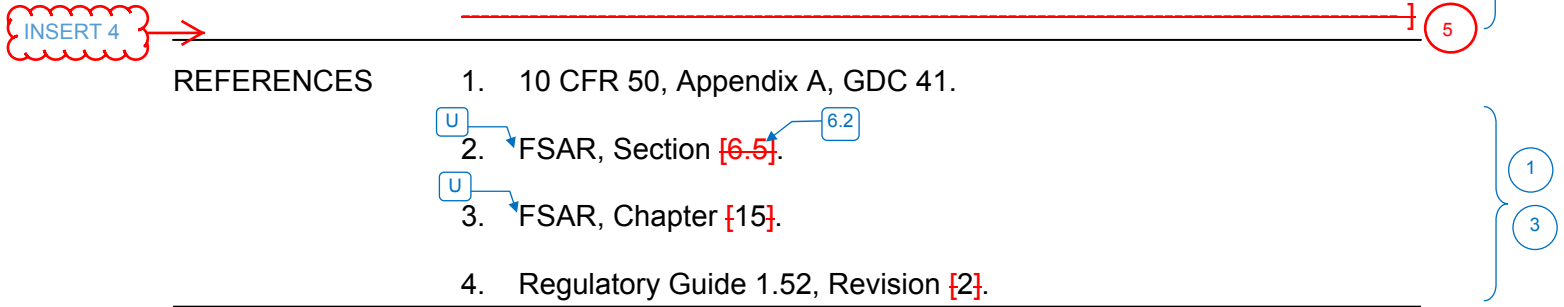 ]
INSERT 4
5
REFERENCES 1. 10 CFR 50, Appendix A, GDC 41.
U 6.2
2. FSAR, Section [6.5].
1
U
3. FSAR, Chapter [15].
3
4. Regulatory Guide 1.52, Revision [2].